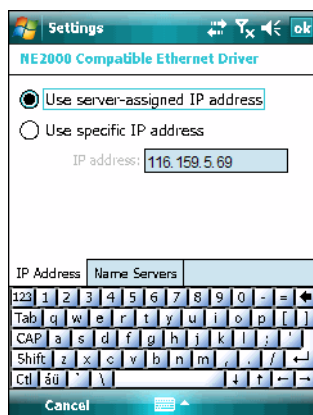 Settings ok
NE2000 Compatible Ethernet Driver
Use server-assigned IP address
Use specific IP address
IP address: 116.159.5.69
IP Address Name Servers
123 1 2 3 4 5 6 7 8 9 0 - =
Tab q w e r t y u i o p [ ]
CAP a s d f g h j k l ; '
Shift z x c v b n m , . /
Ctl áü ` \
Cancel